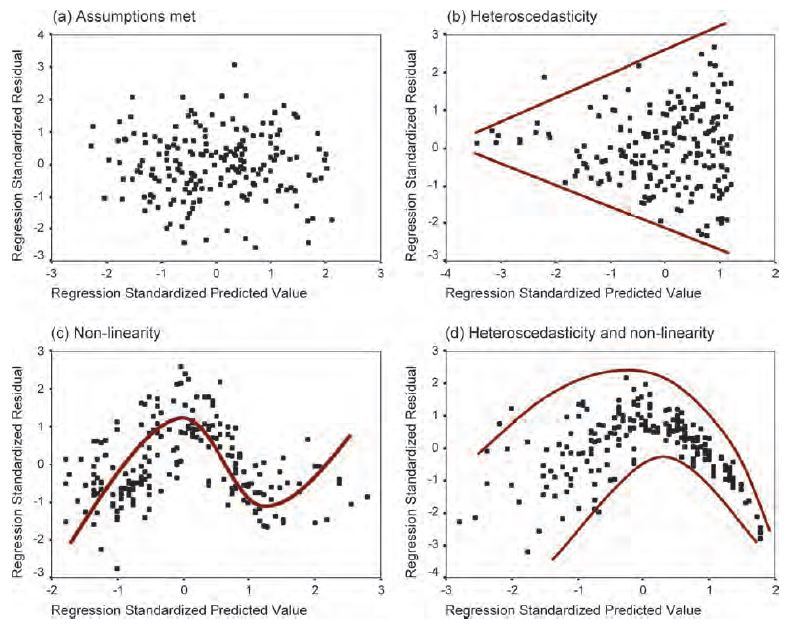 (a) Assumptions met
Regression Standardized Residual
4
3
2
1
0
-1
-2
-3
-3 -2 -1 0 1 2 3
Regression Standardized Predicted Value
(b) Heteroscedasticity
Regression Standardized Residual
3
2
1
0
-1
-2
-3
-4 -3 -2 -1 0 1 2
Regression Standardized Predicted Value
(c) Non-linearity
Regression Standardized Residual
3
2
1
0
-1
-2
-3
-2 -1 0 1 2 3
Regression Standardized Predicted Value
(d) Heteroscedasticity and non-linearity
Regression Standardized Residual
3
2
1
0
-1
-2
-3
-4
-3 -2 -1 0 1 2
Regression Standardized Predicted Value